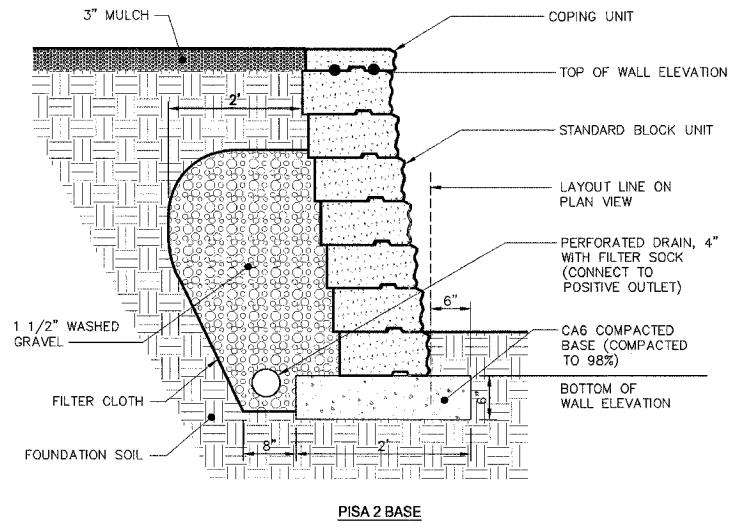 3" MULCH
COPING UNIT
TOP OF WALL ELEVATION
2'
STANDARD BLOCK UNIT
LAYOUT LINE ON
PLAN VIEW
PERFORATED DRAIN, 4"
WITH FILTER SOCK
(CONNECT TO
POSITIVE OUTLET)
6"
1 1/2" WASHED
GRAVEL
CA6 COMPACTED
BASE (COMPACTED
TO 98%)
FILTER CLOTH
6"
BOTTOM OF
WALL ELEVATION
FOUNDATION SOIL
8"
2'
PISA 2 BASE